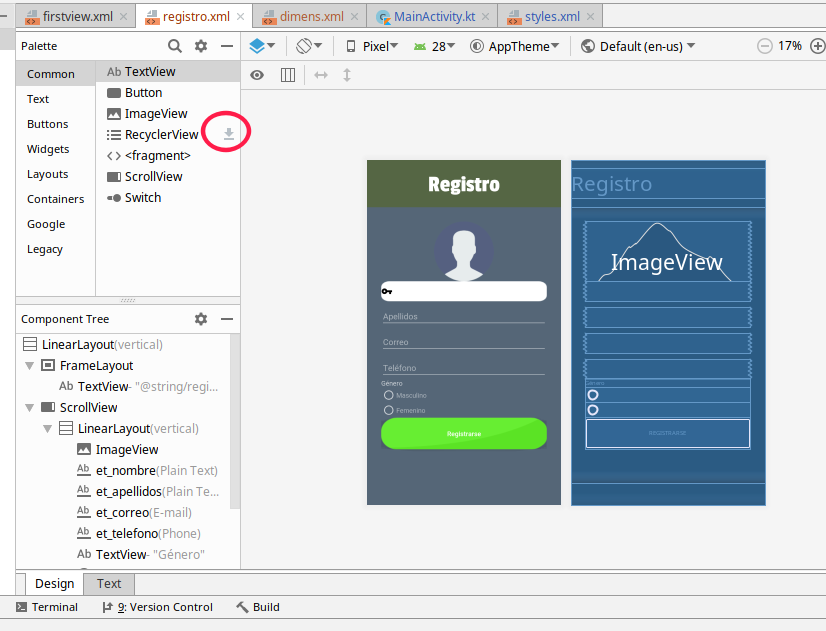 firstview.xml registro.xml dimens.xml MainActivity.kt styles.xml
Palette Pixel 28 AppTheme Default (en-us) 17%
Common
Text
Buttons
Widgets
Layouts
Containers
Google
Legacy
Ab TextView
Button
ImageView
RecyclerView
<> <fragment>
ScrollView
Switch
Registro
Apellidos
Correo
Teléfono
Género
Masculino
Femenino
Registrarse
Registro
ImageView
Género
REGISTRARSE
Component Tree
LinearLayout(vertical)
FrameLayout
Ab TextView- "@string/regi...
ScrollView
LinearLayout(vertical)
ImageView
Ab et_nombre(Plain Text)
Ab et_apellidos(Plain Te...
Ab et_correo(E-mail)
Ab et_telefono(Phone)
Ab TextView- "Género"
Design Text
Terminal 9: Version Control Build